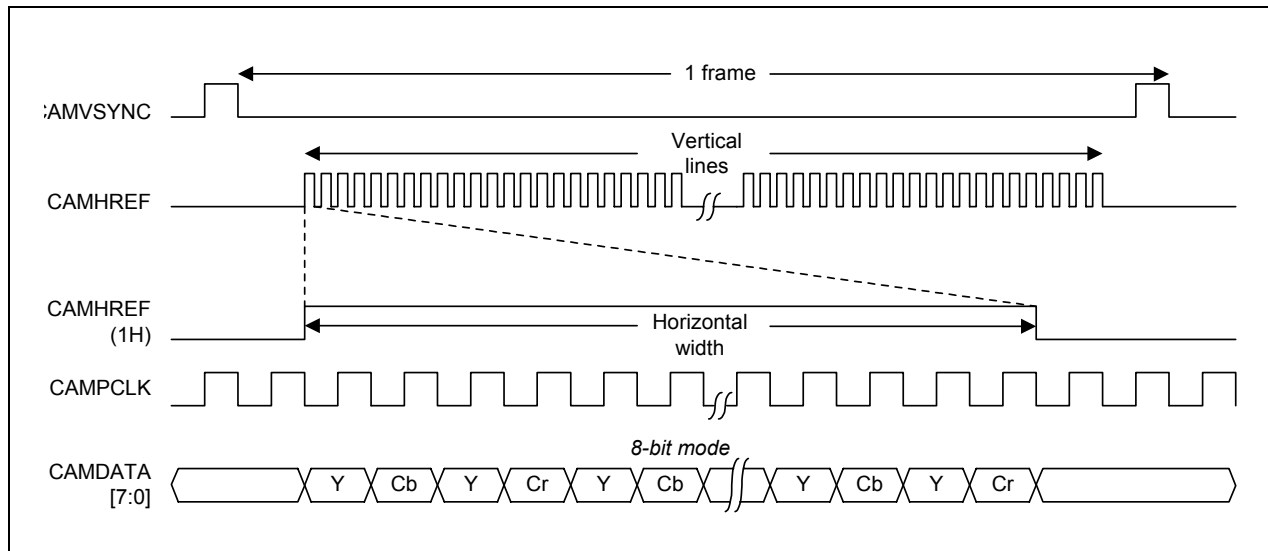 1 frame
CAMVSYNC
Vertical
lines
CAMHREF
CAMHREF
(1H)
Horizontal
width
CAMPCLK
8-bit mode
CAMDATA
[7:0]
Y Cb Y Cr Y Cb Y Cb Y Cr